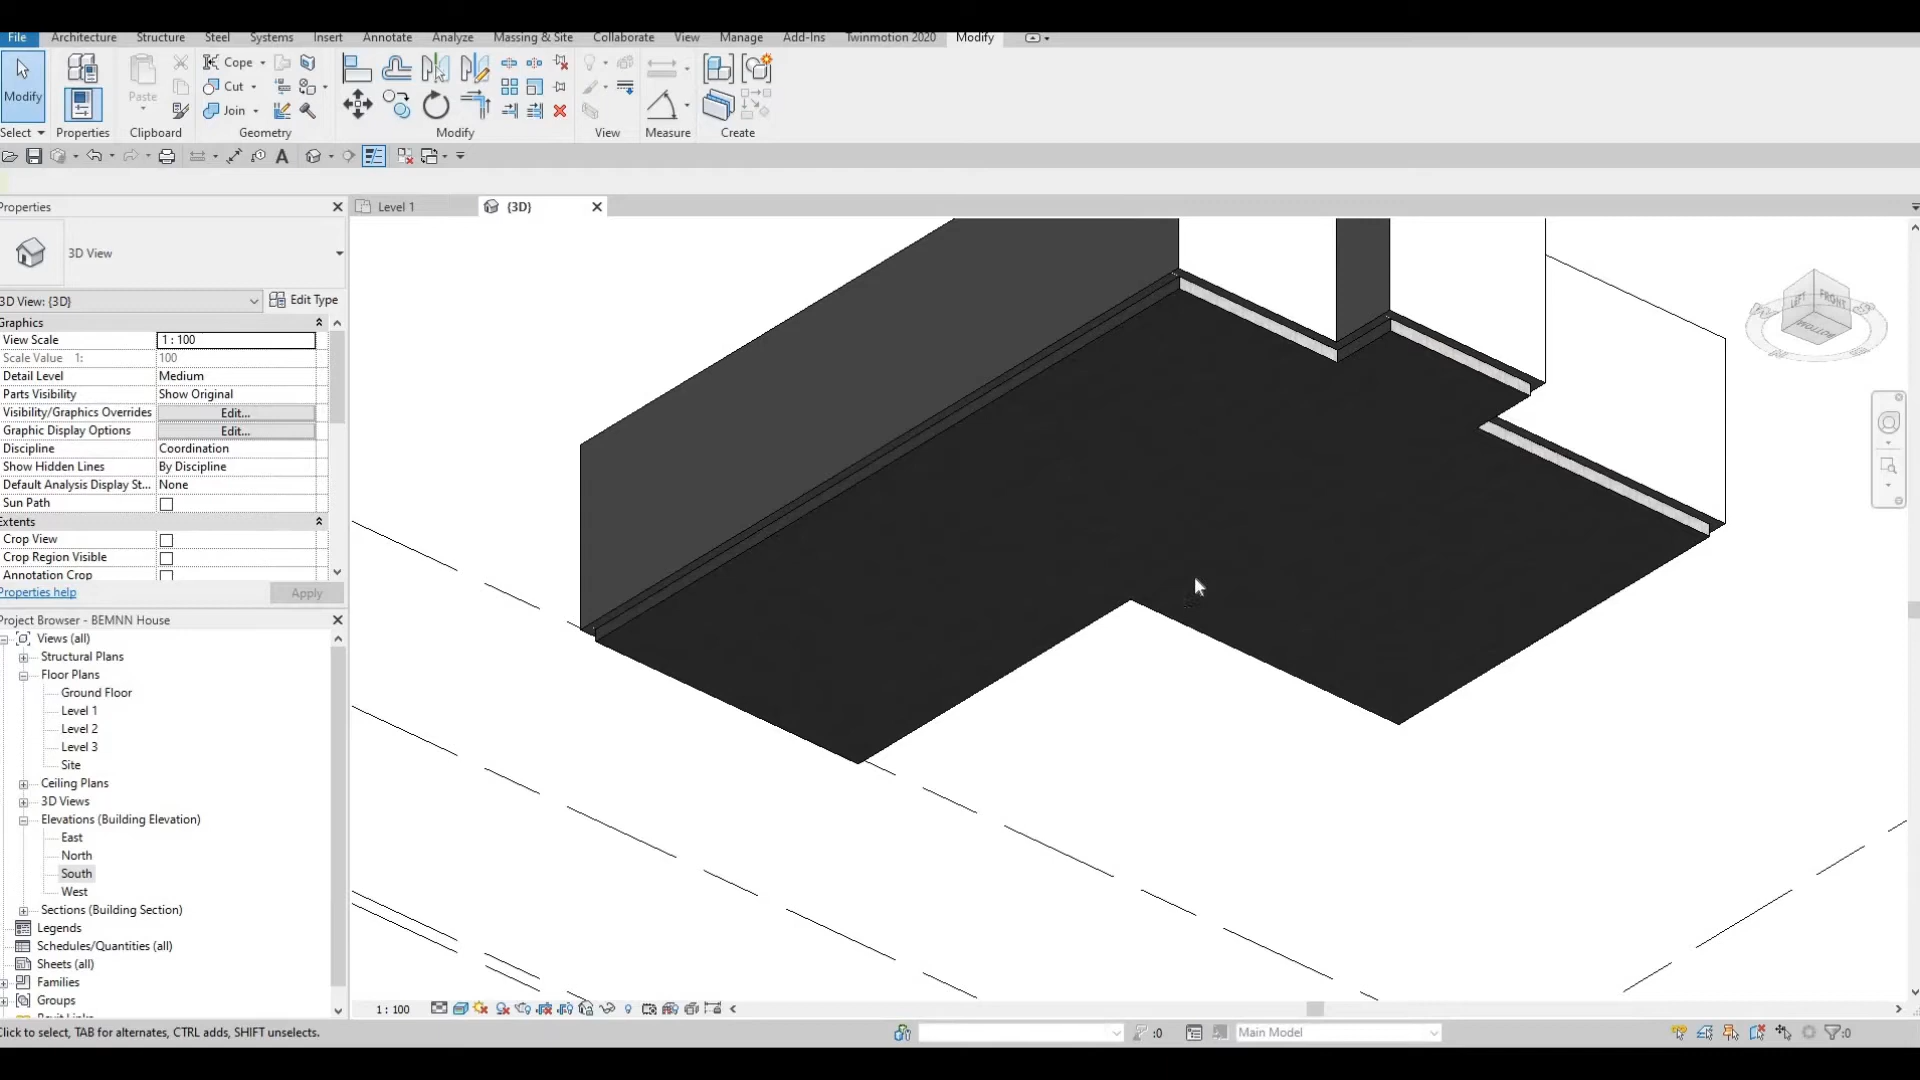 File Architecture Structure Steel Systems Insert Annotate Analyze Massing & Site Collaborate View Manage Add-Ins Twinmotion 2020 Modify
Modify
Paste
Cope
Cut
Join
Select Properties Clipboard Geometry Modify View Measure Create
Properties
Level 1
{3D}
3D View
3D View: {3D}
Edit Type
Graphics
View Scale 1 : 100
Scale Value 1: 100
Detail Level Medium
Parts Visibility Show Original
Visibility/Graphics Overrides Edit...
Graphic Display Options Edit...
Discipline Coordination
Show Hidden Lines By Discipline
Default Analysis Display St... None
Sun Path
Extents
Crop View
Crop Region Visible
Annotation Crop
Properties help
Apply
LEFT
FRONT
BOTTOM
Project Browser - BEMNN House
Views (all)
Structural Plans
Floor Plans
Ground Floor
Level 1
Level 2
Level 3
Site
Ceiling Plans
3D Views
Elevations (Building Elevation)
East
North
South
West
Sections (Building Section)
Legends
Schedules/Quantities (all)
Sheets (all)
Families
Groups
1 : 100
Click to select, TAB for alternates, CTRL adds, SHIFT unselects.
:0
Main Model
:0